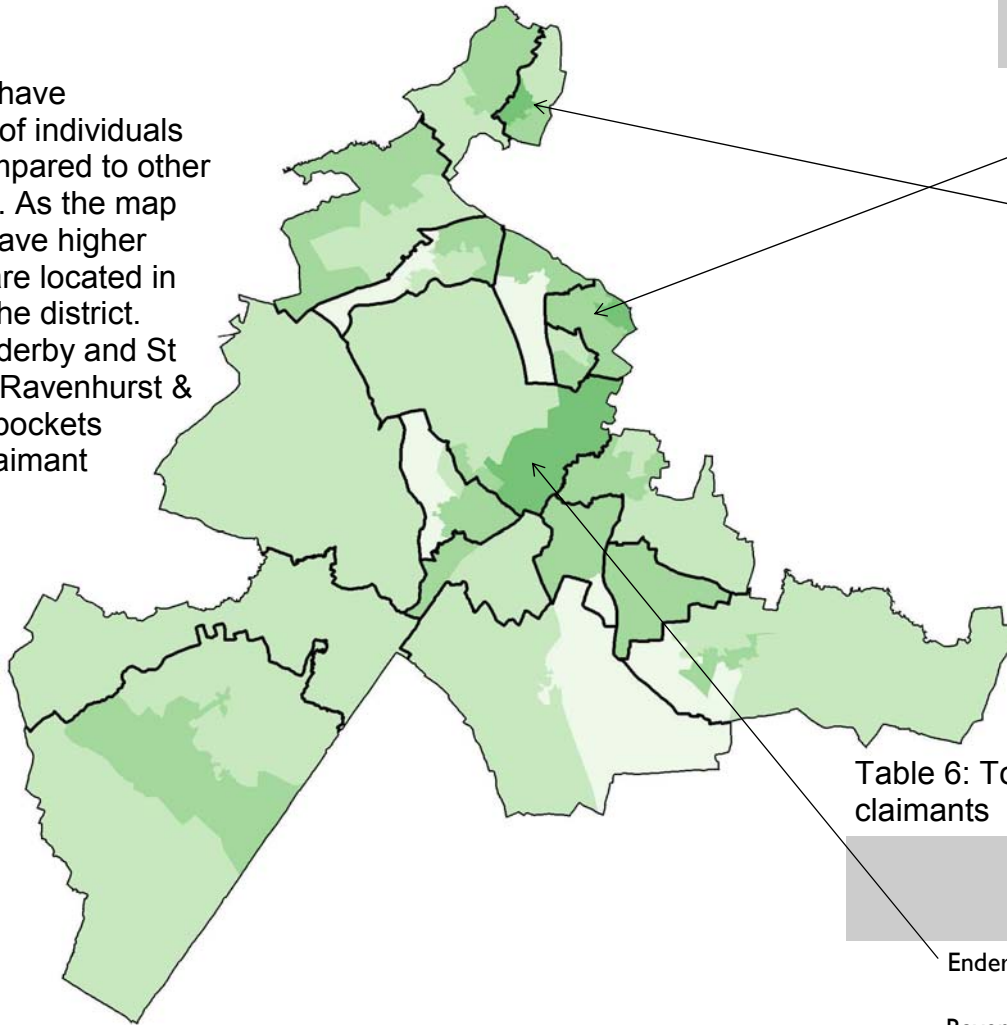 have
of individuals
mpared to other
. As the map
ave higher
are located in
he district.
derby and St
Ravenhurst &
pockets
aimant
Table 6: To
claimants
Ender